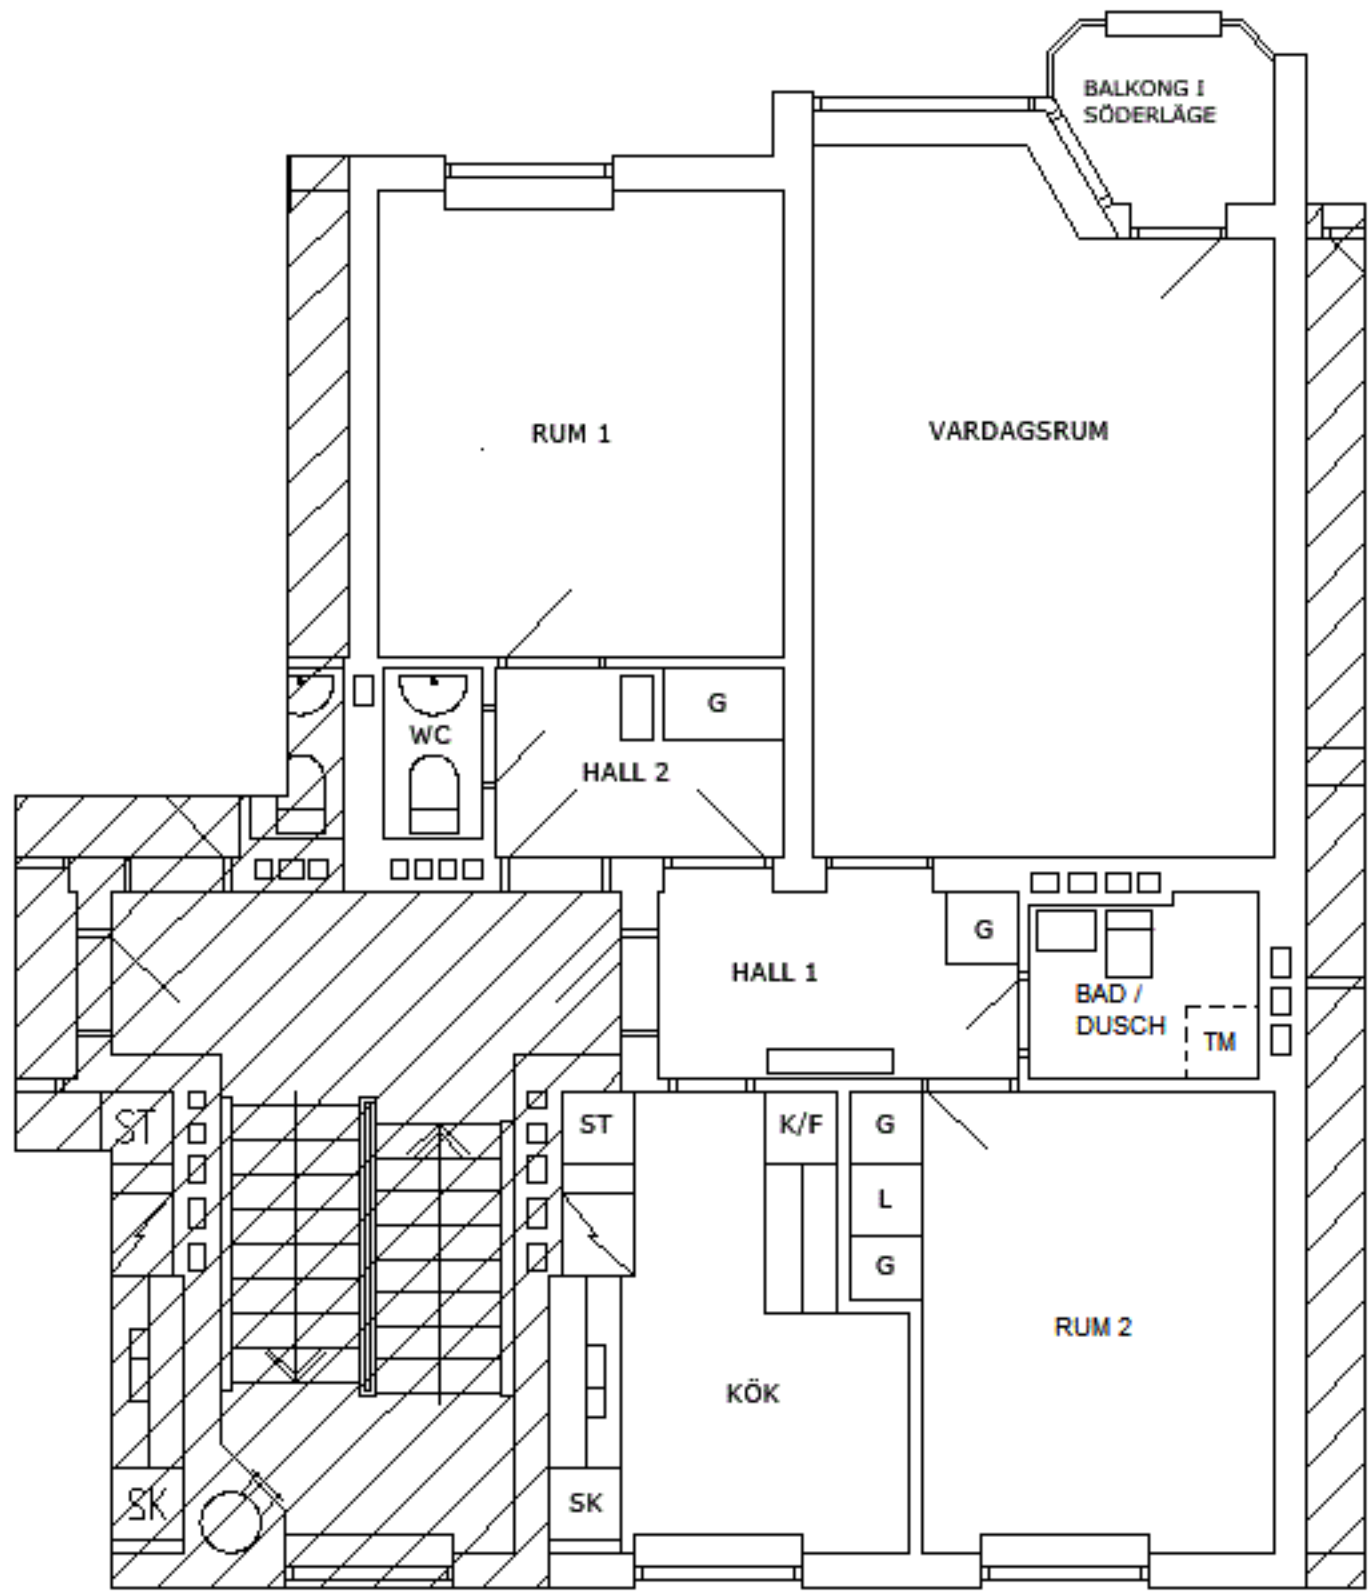 BALKONG I
SÖDERLÄGE
RUM 1
VARDAGSRUM
G
WC
HALL 2
G
HALL 1
BAD /
DUSCH
TM
ST
ST
K/F
G
L
G
RUM 2
KÖK
SK
SK